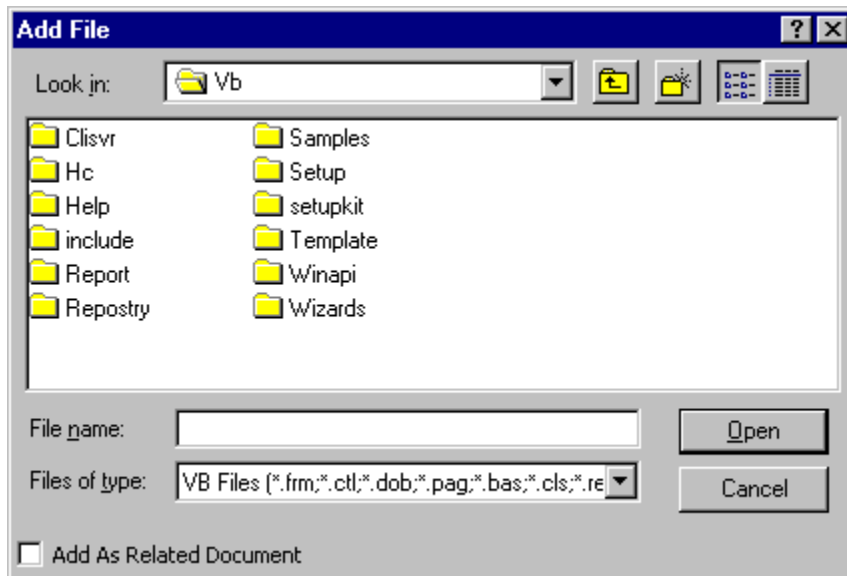 Add File
Look in: Vb
Clisvr Samples
Hc Setup
Help setupkit
include Template
Report Winapi
Repostry Wizards
File name: Open
Files of type: VB Files (*.frm;*.ctl;*.dob;*.pag;*.bas;*.cls;*.re Cancel
Add As Related Document